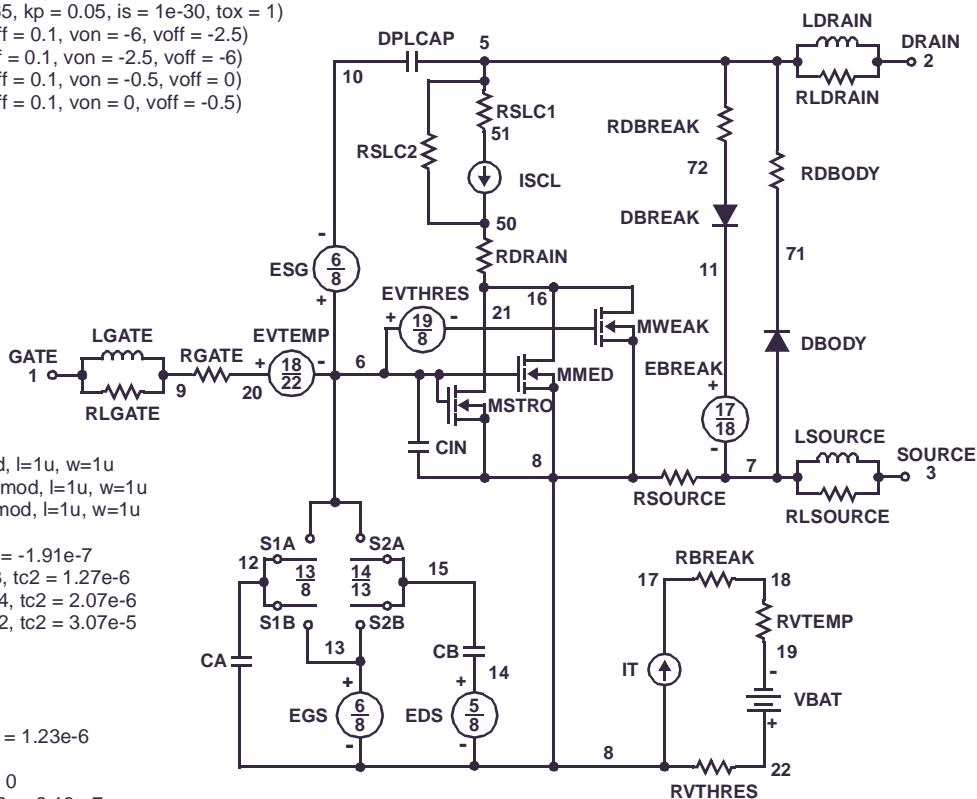 65, kp = 0.05, is = 1e-30, tox = 1)
ff = 0.1, von = -6, voff = -2.5)
f = 0.1, von = -2.5, voff = -6)
ff = 0.1, von = -0.5, voff = 0)
ff = 0.1, von = 0, voff = -0.5)
DPLCAP
5
10
LDRAIN
DRAIN
2
RLDRAIN
RSLC1
51
RSLC2
ISCL
50
RDRAIN
RDBREAK
72
DBREAK
11
RDBODY
71
ESG
6
8
-
+
EVTHRES
+
19
8
-
16
21
MWEAK
MMED
MSTRO
EBREAK
+
17
18
-
DBODY
GATE
1
LGATE
RLGATE
9
RGATE
20
EVTEMP
+
18
22
-
6
CIN
8
RSOURCE
7
LSOURCE
SOURCE
3
RLSOURCE
d, l=1u, w=1u
mod, l=1u, w=1u
mod, l=1u, w=1u
= -1.91e-7
, tc2 = 1.27e-6
4, tc2 = 2.07e-6
2, tc2 = 3.07e-5
= 1.23e-6
0
S1A
S2A
12
13
8
14
13
15
S1B
S2B
13
CA
CB
14
+
EGS
6
8
-
+
EDS
5
8
-
8
17
RBREAK
18
RVTEMP
19
IT
-
VBAT
+
22
RVTHRES